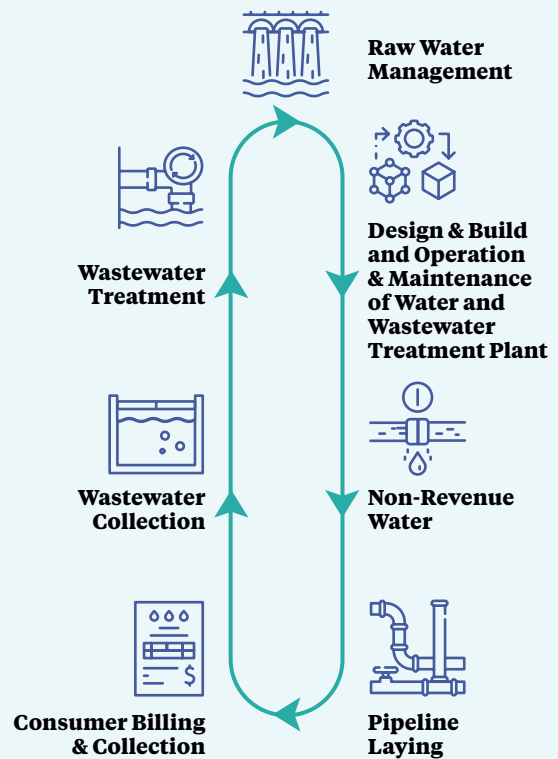 Raw Water
Management
Design & Build
and Operation
& Maintenance
of Water and
Wastewater
Treatment Plant
Non-Revenue
Water
Pipeline
Laying
Consumer Billing
& Collection
$
Wastewater
Collection
Wastewater
Treatment